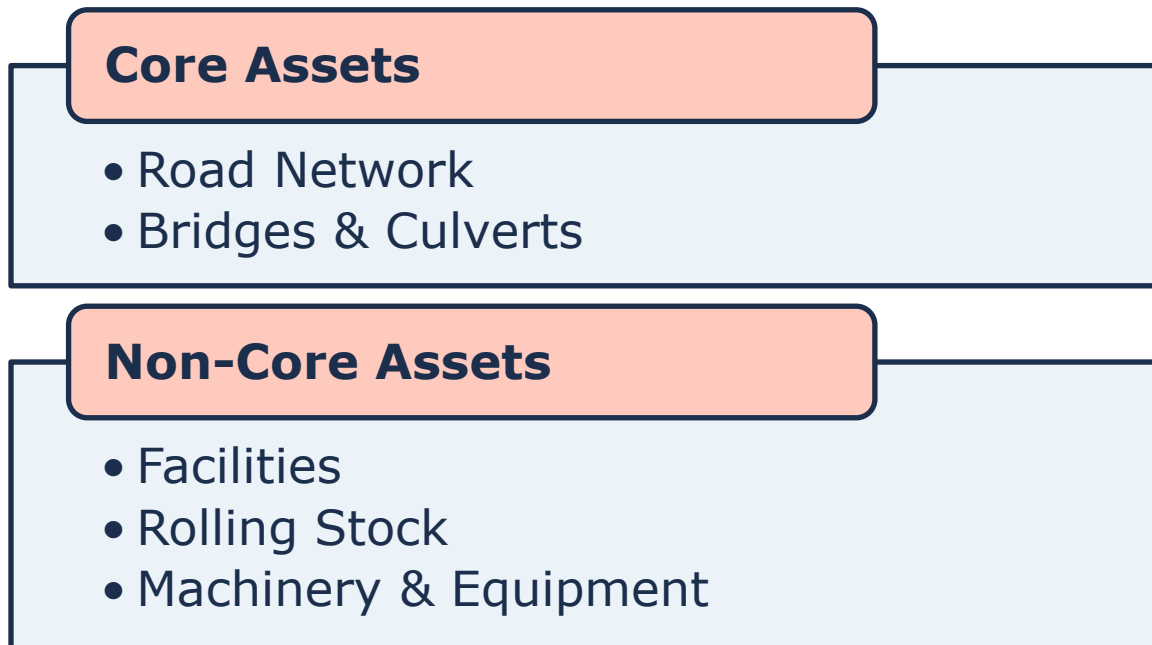 Core Assets
• Road Network
• Bridges & Culverts
Non-Core Assets
• Facilities
• Rolling Stock
• Machinery & Equipment